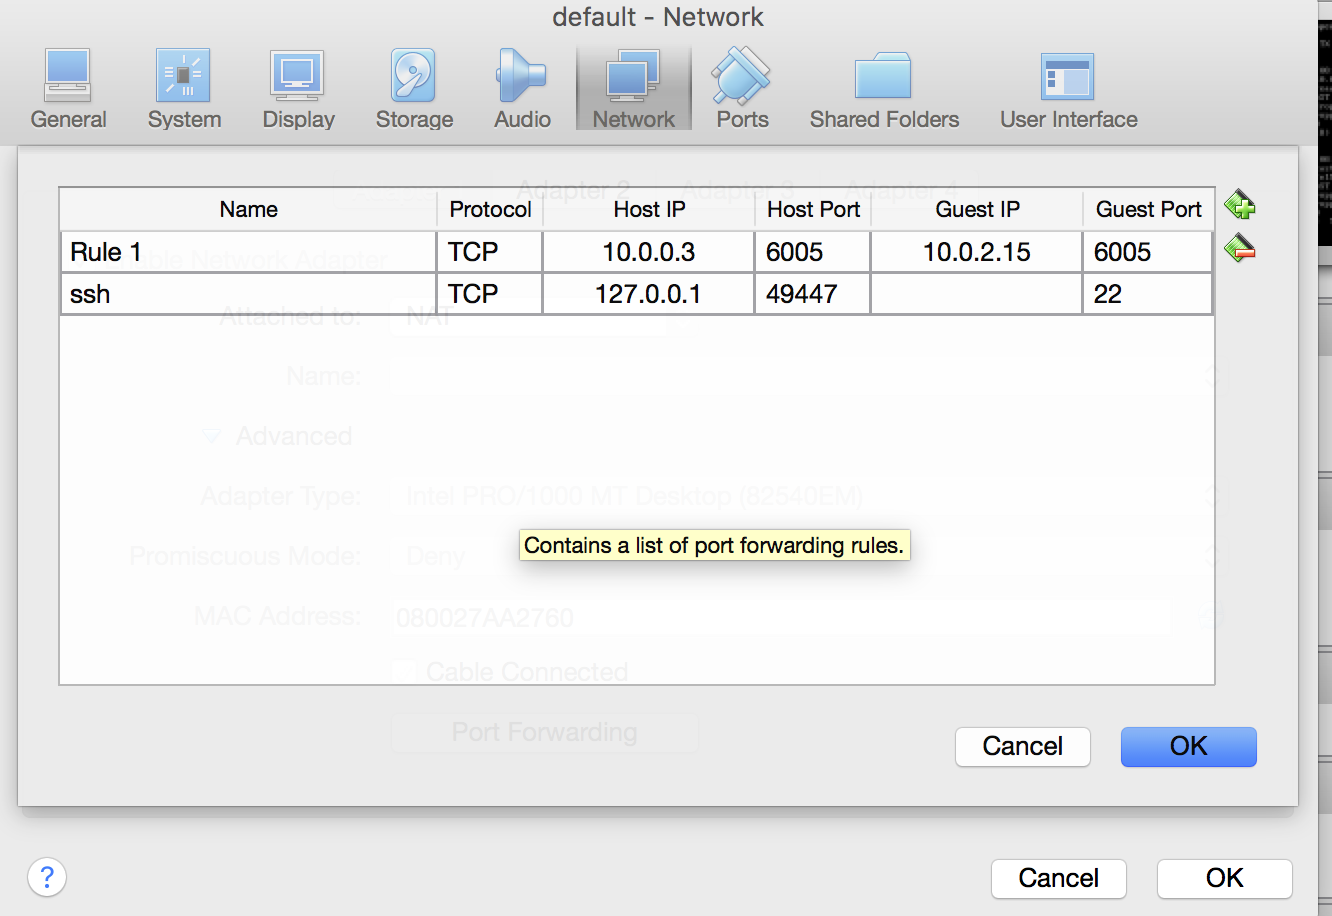 default - Network
General System Display Storage Audio Network Ports Shared Folders User Interface
Adapter 2 Adapter 3 Adapter 4
Name Protocol Host IP Host Port Guest IP Guest Port
Rule 1 TCP 10.0.0.3 6005 10.0.2.15 6005
Enable Network Adapter
ssh TCP 127.0.0.1 49447 22
Attached to: NAT
Name:
Advanced
Adapter Type: Intel PRO/1000 MT Desktop (82540EM)
Contains a list of port forwarding rules.
Promiscuous Mode: Deny
MAC Address: 080027AA2760
Cable Connected
Port Forwarding
Cancel OK
?
Cancel OK